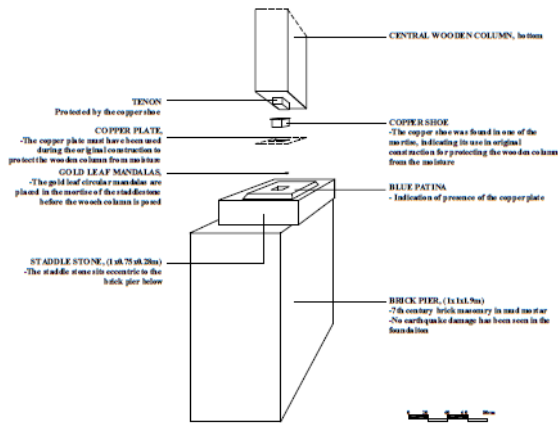 CENTRAL WOODEN COLUMN, bottom
TENON
Protected by the copper shoe
COPPER PLATE,
-The copper plate must have been used
during the original construction to
protect the wooden column from moisture
GOLD LEAF MANDALAS,
-The gold leaf circular mandalas are
placed in the mortise of the staddlestone
before the wooch column is posed
STADDLE STONE, (1x0.75x0.28m)
-The staddle stone sits eccentric to the
brick pier below
COPPER SHOE
-The copper shoe was found in one of the
mortise, indicating its use in original
construction for protecting the wooden column
from the moisture
BLUE PATINA
- Indication of presence of the copper plate
BRICK PIER, (1x1x1.9m)
-7th century brick masonry in mud mortar
-No earthquake damage has been seen in the
foundaiton